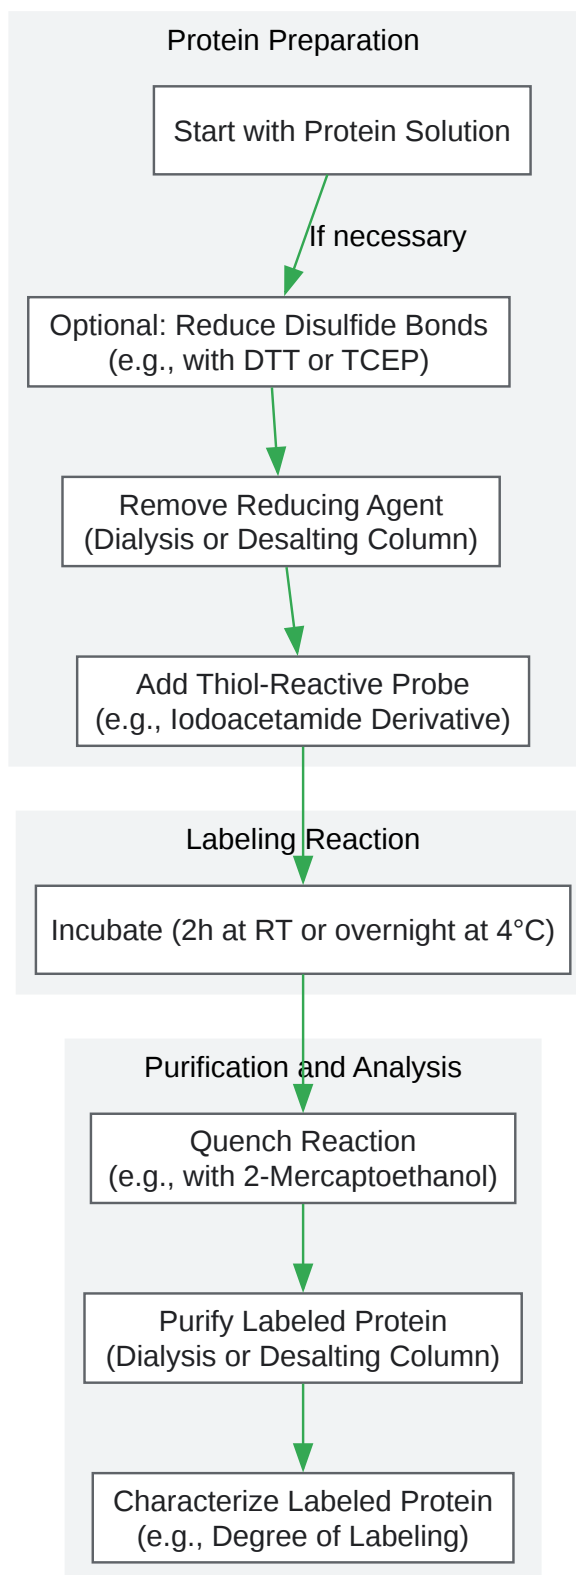 Protein Preparation
Start with Protein Solution
If necessary
Optional: Reduce Disulfide Bonds
(e.g., with DTT or TCEP)
Remove Reducing Agent
(Dialysis or Desalting Column)
Add Thiol-Reactive Probe
(e.g., Iodoacetamide Derivative)
Labeling Reaction
Incubate (2h at RT or overnight at 4°C)
Purification and Analysis
Quench Reaction
(e.g., with 2-Mercaptoethanol)
Purify Labeled Protein
(Dialysis or Desalting Column)
Characterize Labeled Protein
(e.g., Degree of Labeling)